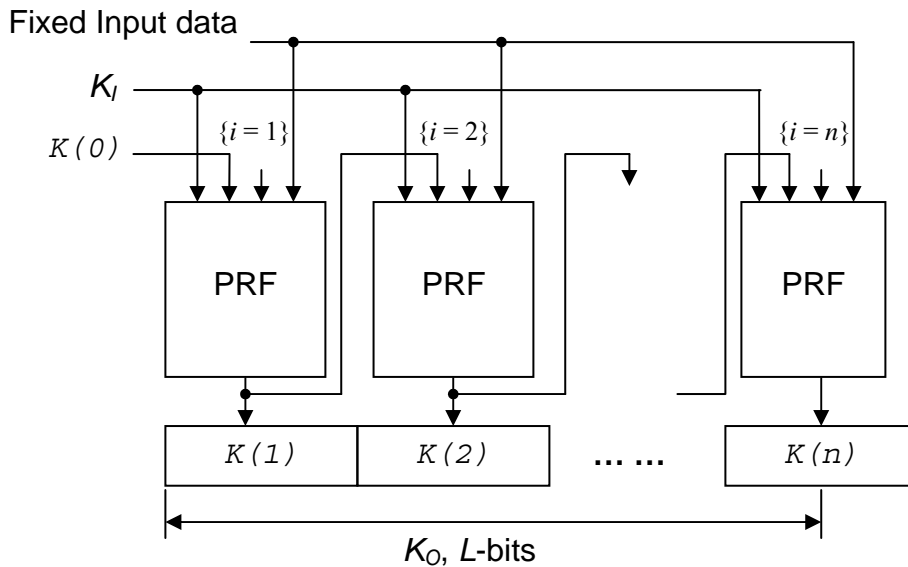 Fixed Input data
K_I
K(0)
{i = 1} {i = 2} {i = n}
PRF PRF PRF
K(1) K(2) ... ... K(n)
K_O, L-bits